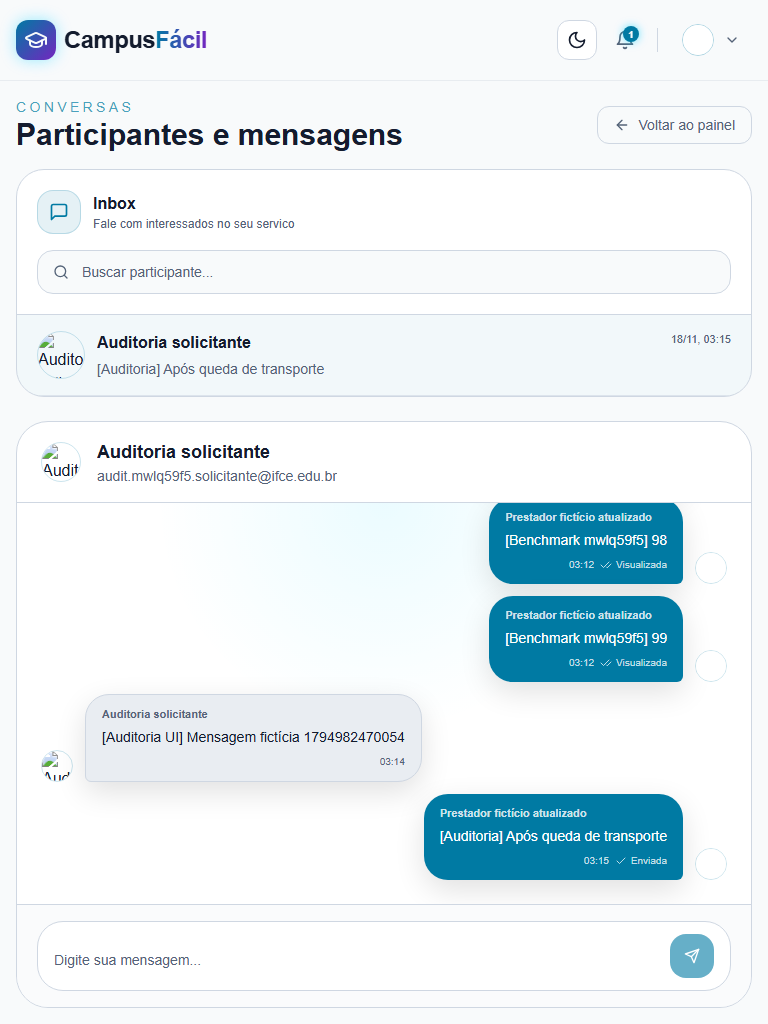 CampusFácil
1
CONVERSAS
Participantes e mensagens
Voltar ao painel
Inbox
Fale com interessados no seu servico
Buscar participante...
Audito
Auditoria solicitante
18/11, 03:15
[Auditoria] Após queda de transporte
Audit
Auditoria solicitante
audit.mwlq59f5.solicitante@ifce.edu.br
Prestador fictício atualizado
[Benchmark mwlq59f5] 98
03:12 Visualizada
Prestador fictício atualizado
[Benchmark mwlq59f5] 99
03:12 Visualizada
Auditoria solicitante
[Auditoria UI] Mensagem fictícia 1794982470054
03:14
Aud
Prestador fictício atualizado
[Auditoria] Após queda de transporte
03:15 Enviada
Digite sua mensagem...